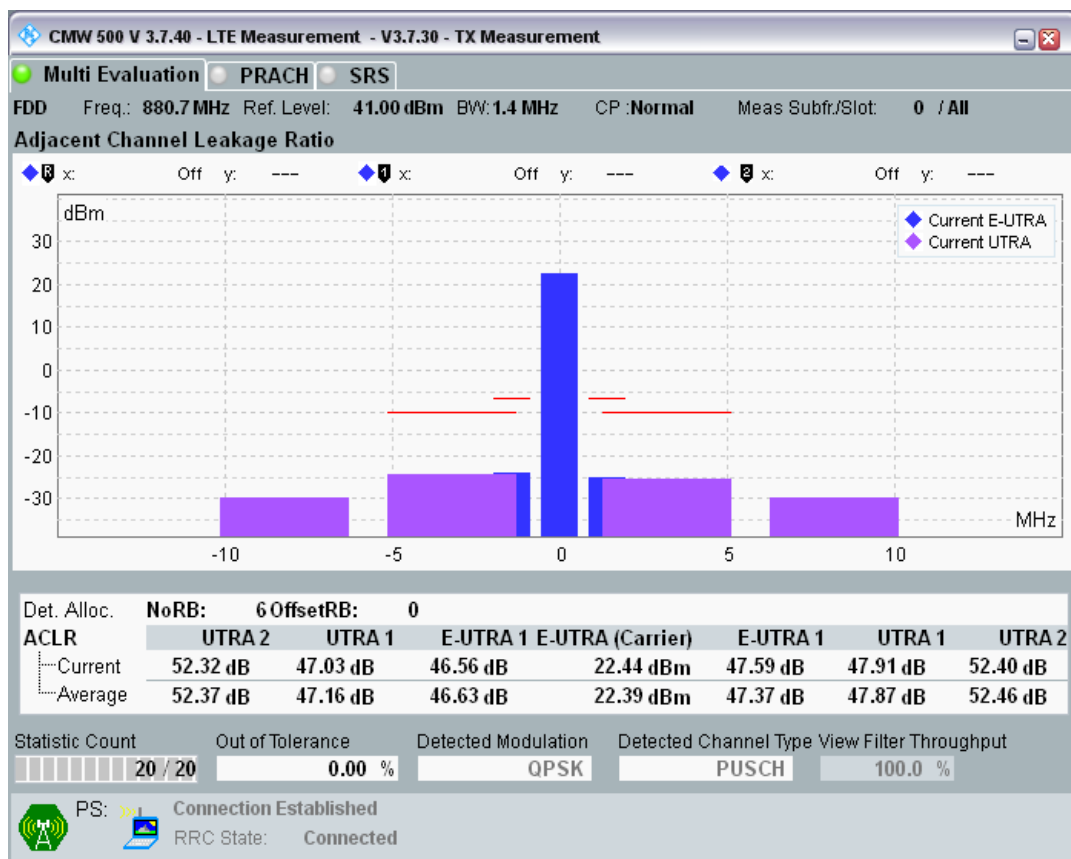 CMW 500 V 3.7.40 - LTE Measurement - V3.7.30 - TX Measurement
Multi Evaluation PRACH SRS
FDD Freq.: 880.7 MHz Ref. Level: 41.00 dBm BW: 1.4 MHz CP :Normal Meas Subfr./Slot: 0 / All
Adjacent Channel Leakage Ratio
R x: Off y: --- 1 x: Off y: --- 2 x: Off y: ---
dBm
Current E-UTRA
Current UTRA
30
20
10
0
-10
-20
-30
MHz
-10 -5 0 5 10
Det. Alloc. NoRB: 6 OffsetRB: 0
ACLR UTRA 2 UTRA 1 E-UTRA 1 E-UTRA (Carrier) E-UTRA 1 UTRA 1 UTRA 2
Current 52.32 dB 47.03 dB 46.56 dB 22.44 dBm 47.59 dB 47.91 dB 52.40 dB
Average 52.37 dB 47.16 dB 46.63 dB 22.39 dBm 47.37 dB 47.87 dB 52.46 dB
Statistic Count Out of Tolerance Detected Modulation Detected Channel Type View Filter Throughput
20 / 20 0.00 % QPSK PUSCH 100.0 %
PS: Connection Established
RRC State: Connected